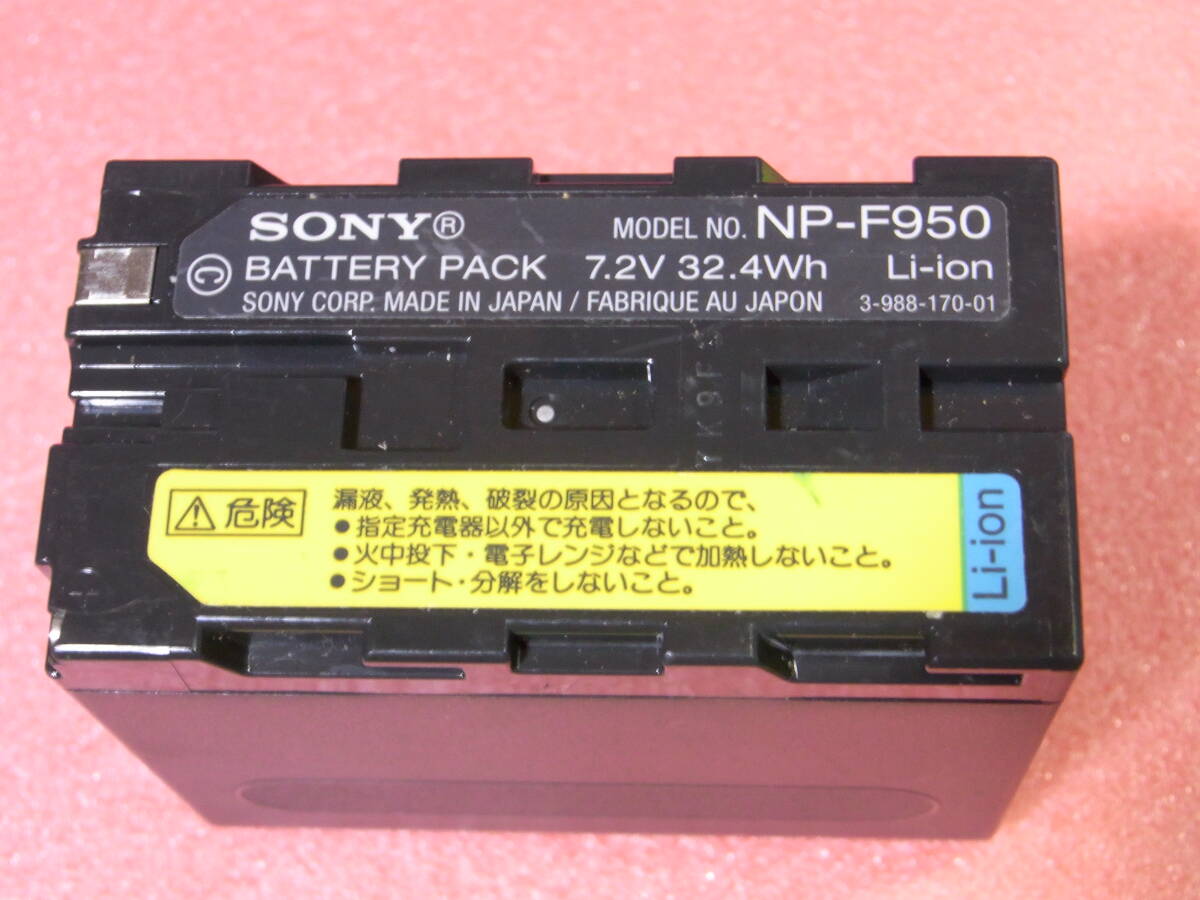 SONY® MODEL NO. NP-F950
© BATTERY PACK 7.2V 32.4Wh Li-ion
SONY CORP. MADE IN JAPAN / FABRIQUE AU JAPON 3-988-170-01
YK9F
危険
漏液、発熱、破裂の原因となるので、
●指定充電器以外で充電しないこと。
●火中投下・電子レンジなどで加熱しないこと。
●ショート・分解をしないこと。
Li-ion